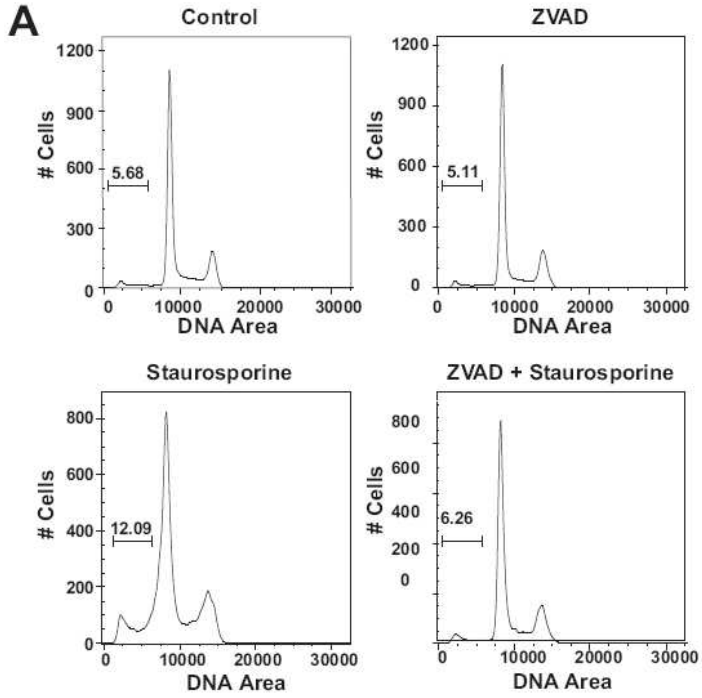 A
Control
# Cells
1200
900
600
300
0
5.68
0 10000 20000 30000
DNA Area
ZVAD
# Cells
1200
900
600
300
0
5.11
0 10000 20000 30000
DNA Area
Staurosporine
# Cells
800
600
400
200
0
12.09
0 10000 20000 30000
DNA Area
ZVAD + Staurosporine
# Cells
800
600
400
200
0
6.26
0 10000 20000 30000
DNA Area